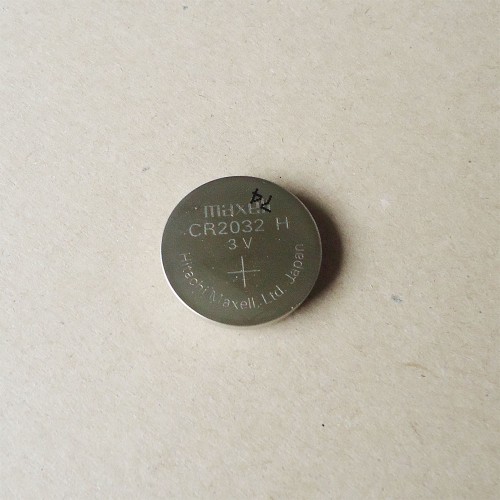 maxell
CR2032 H
3 V
+
Hitachi Maxell, Ltd. Japan